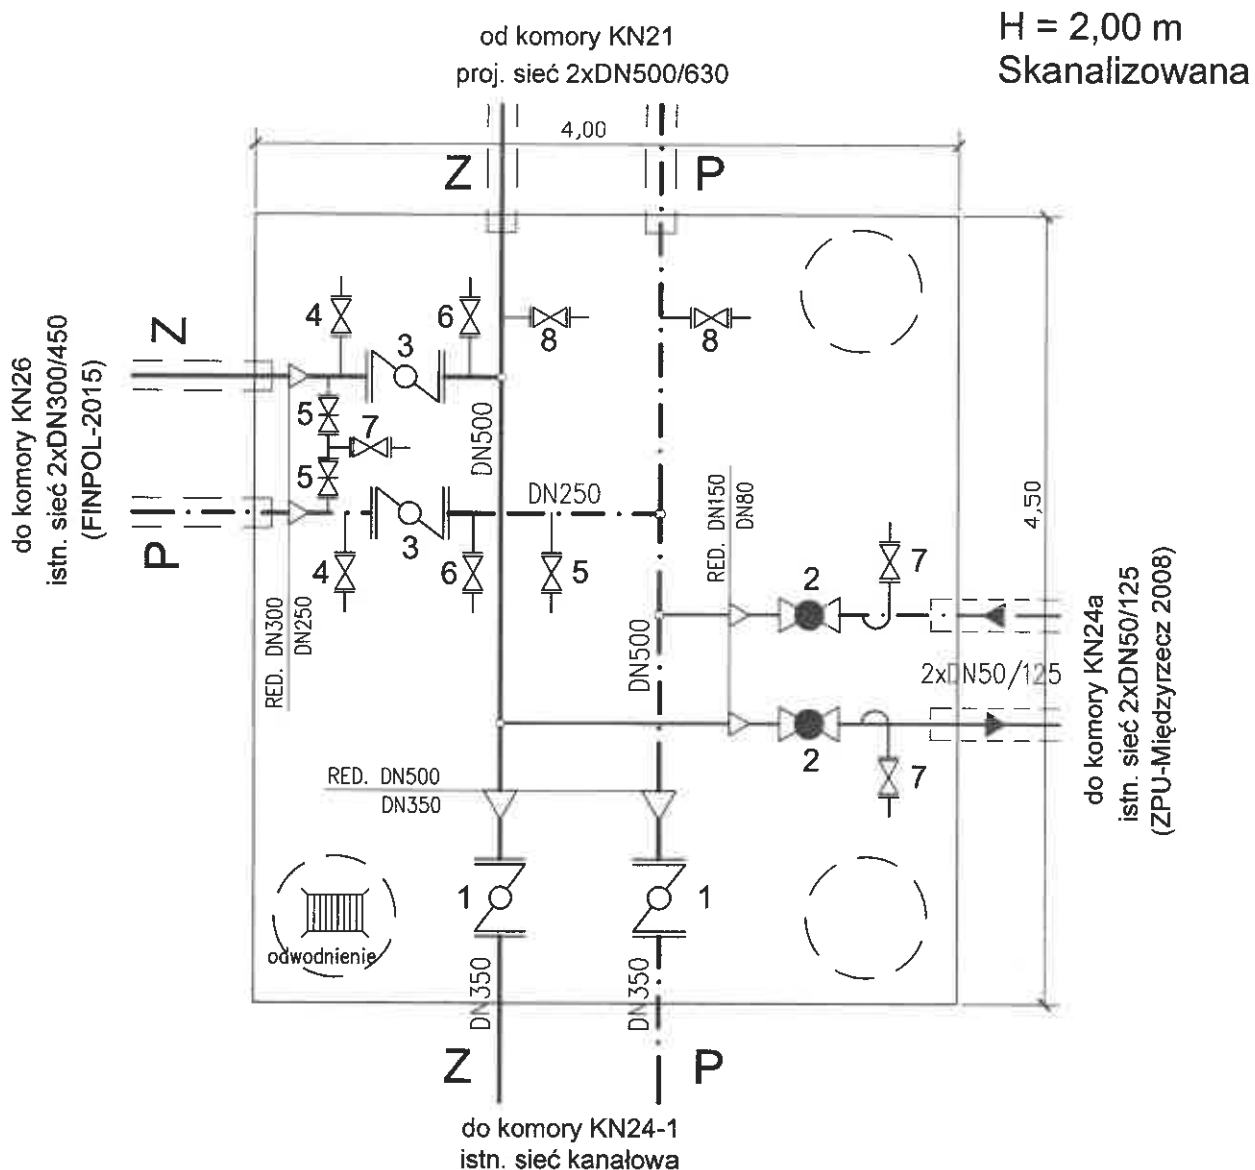 H = 2,00 m
Skanalizowana
od komory KN21
proj. sieć 2xDN500/630
4,00
Z
P
4,50
do komory KN26
istn. sieć 2xDN300/450
(FINPOL-2015)
Z
P
4
6
3
8
8
5
7
5
DN500
DN250
3
4
6
5
RED. DN300
DN250
RED. DN150
DN80
2
7
DN500
2xDN50/125
2
7
do komory KN24a
istn. sieć 2xDN50/125
(ZPU-Międzyrzecz 2008)
RED. DN500
DN350
1
1
odwodnienie
DN350
DN350
Z
P
do komory KN24-1
istn. sieć kanałowa